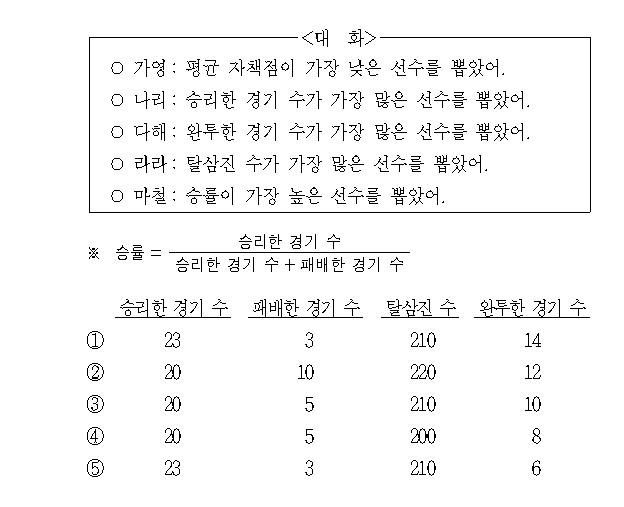 <대 화>
○ 가영 : 평균 자책점이 가장 낮은 선수를 뽑았어.
○ 나리 : 승리한 경기 수가 가장 많은 선수를 뽑았어.
○ 다해 : 완투한 경기 수가 가장 많은 선수를 뽑았어.
○ 라라 : 탈삼진 수가 가장 많은 선수를 뽑았어.
○ 마철 : 승률이 가장 높은 선수를 뽑았어.
승리한 경기 수
※ 승률 =
승리한 경기 수 + 패배한 경기 수
승리한 경기 수 패배한 경기 수 탈삼진 수 완투한 경기 수
① 23 3 210 14
② 20 10 220 12
③ 20 5 210 10
④ 20 5 200 8
⑤ 23 3 210 6